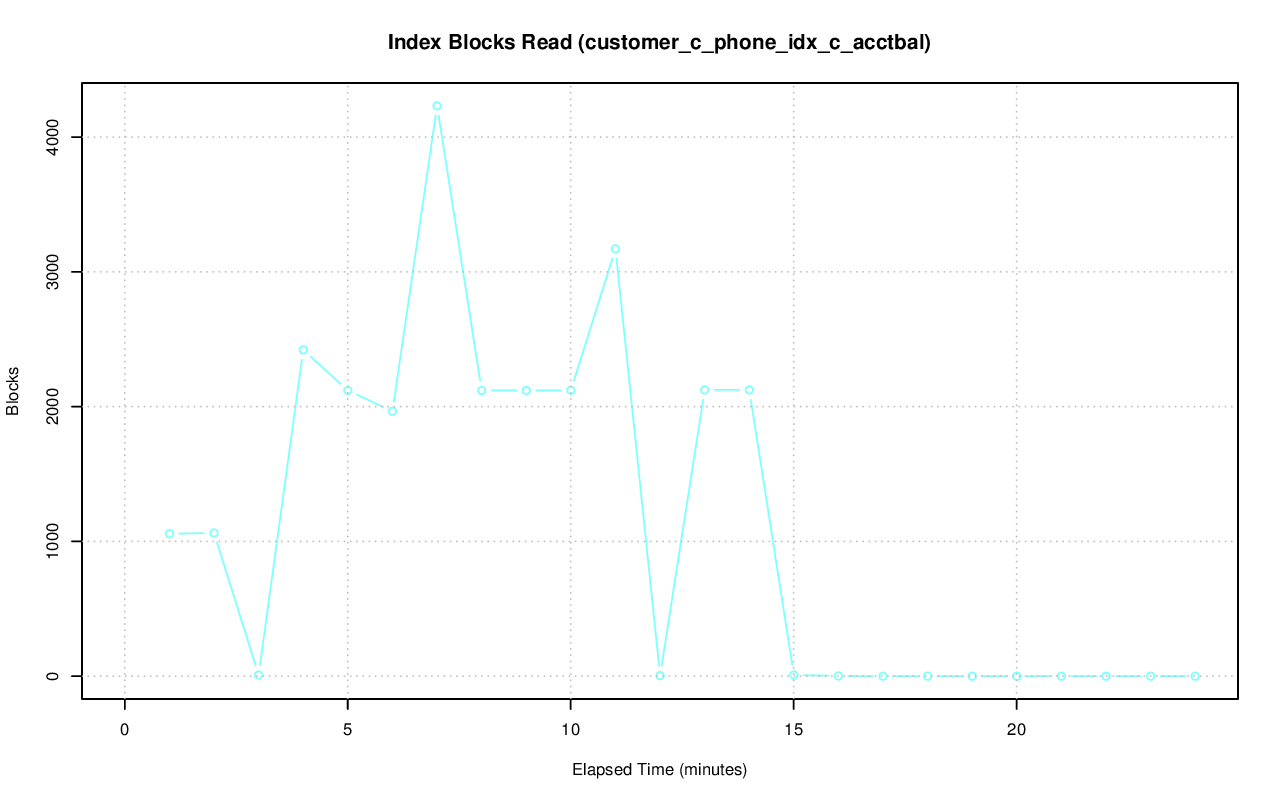 Index Blocks Read (customer_c_phone_idx_c_acctbal)
Blocks
4000
3000
2000
1000
0
0 5 10 15 20
Elapsed Time (minutes)